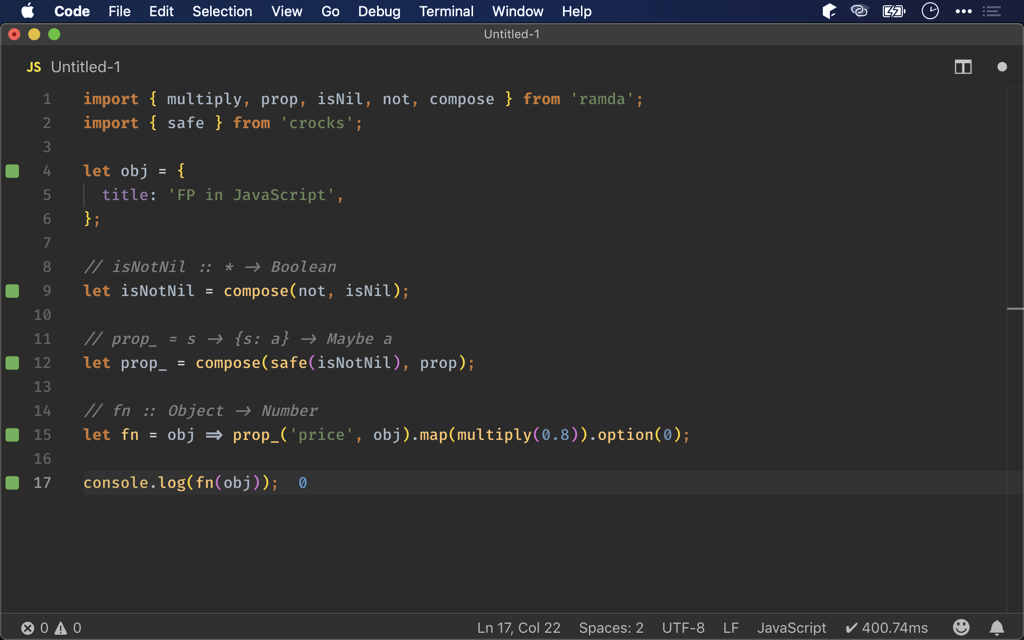 Code File Edit Selection View Go Debug Terminal Window Help
Untitled-1
JS Untitled-1
1 import { multiply, prop, isNil, not, compose } from 'ramda';
2 import { safe } from 'crocks';
3
4 let obj = {
5 title: 'FP in JavaScript',
6 };
7
8 // isNotNil :: * → Boolean
9 let isNotNil = compose(not, isNil);
10
11 // prop_ = s → {s: a} → Maybe a
12 let prop_ = compose(safe(isNotNil), prop);
13
14 // fn :: Object → Number
15 let fn = obj ⇒ prop_('price', obj).map(multiply(0.8)).option(0);
16
17 console.log(fn(obj)); 0
0 0 Ln 17, Col 22 Spaces: 2 UTF-8 LF JavaScript ✔ 400.74ms